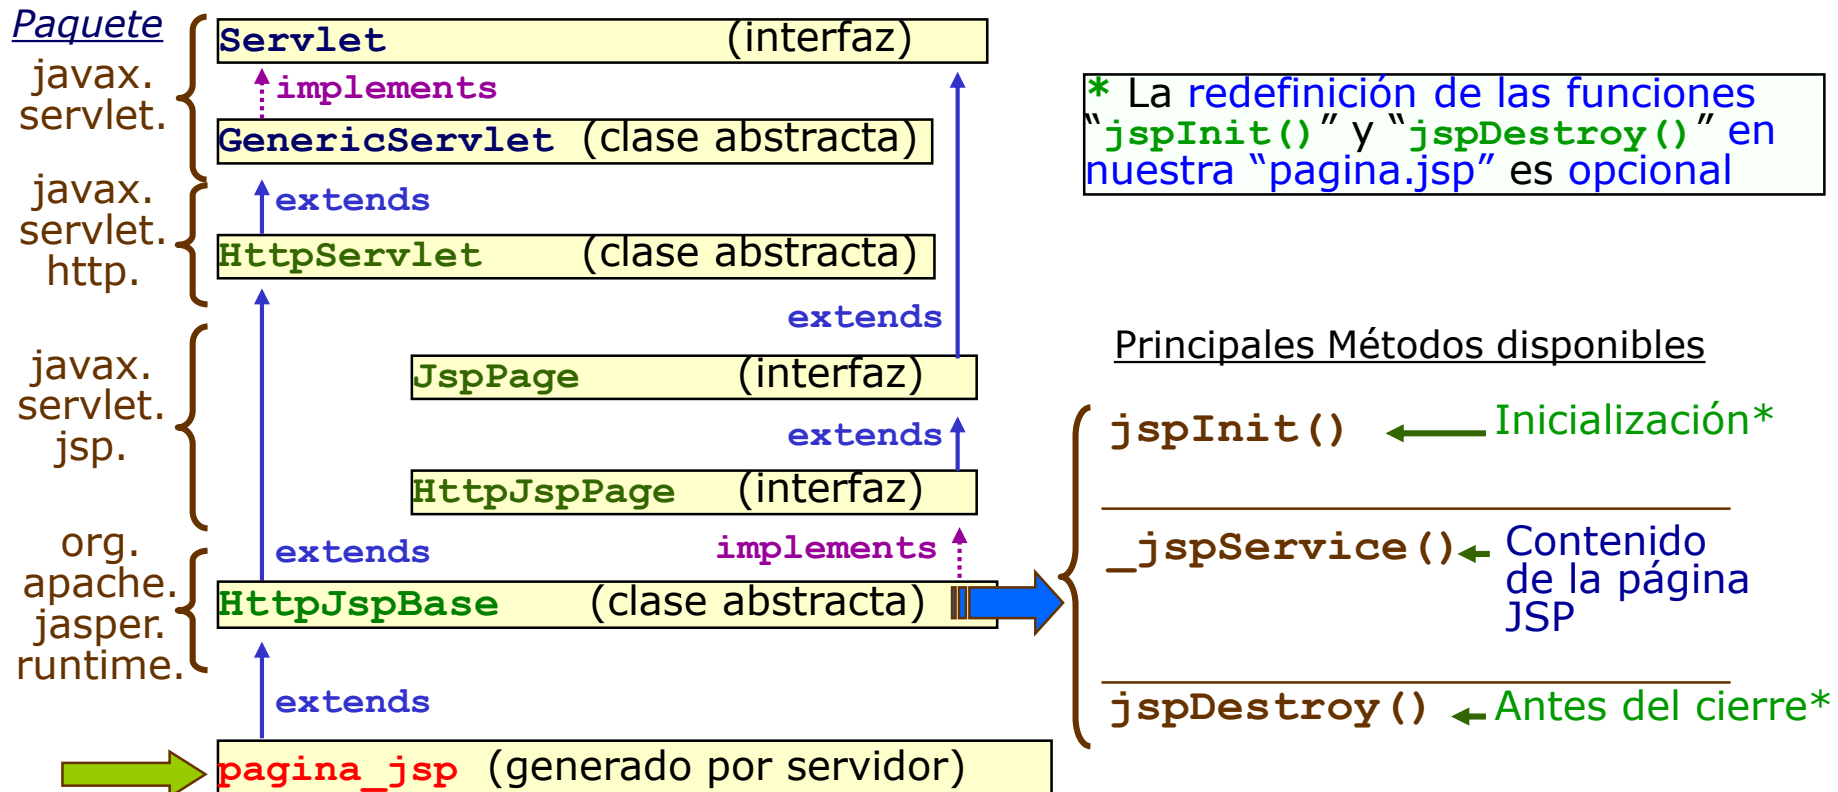 Paquete
Servlet (interfaz)
javax.
servlet.
implements
GenericServlet (clase abstracta)
* La redefinición de las funciones
“jspInit()” y “jspDestroy()” en
nuestra “pagina.jsp” es opcional
javax.
servlet.
http.
extends
HttpServlet (clase abstracta)
extends
javax.
servlet.
jsp.
JspPage (interfaz)
extends
HttpJspPage (interfaz)
org.
apache.
jasper.
runtime.
extends
implements
HttpJspBase (clase abstracta)
extends
pagina_jsp (generado por servidor)
Principales Métodos disponibles
jspInit() Inicialización*
_jspService() Contenido
de la página
JSP
jspDestroy() Antes del cierre*